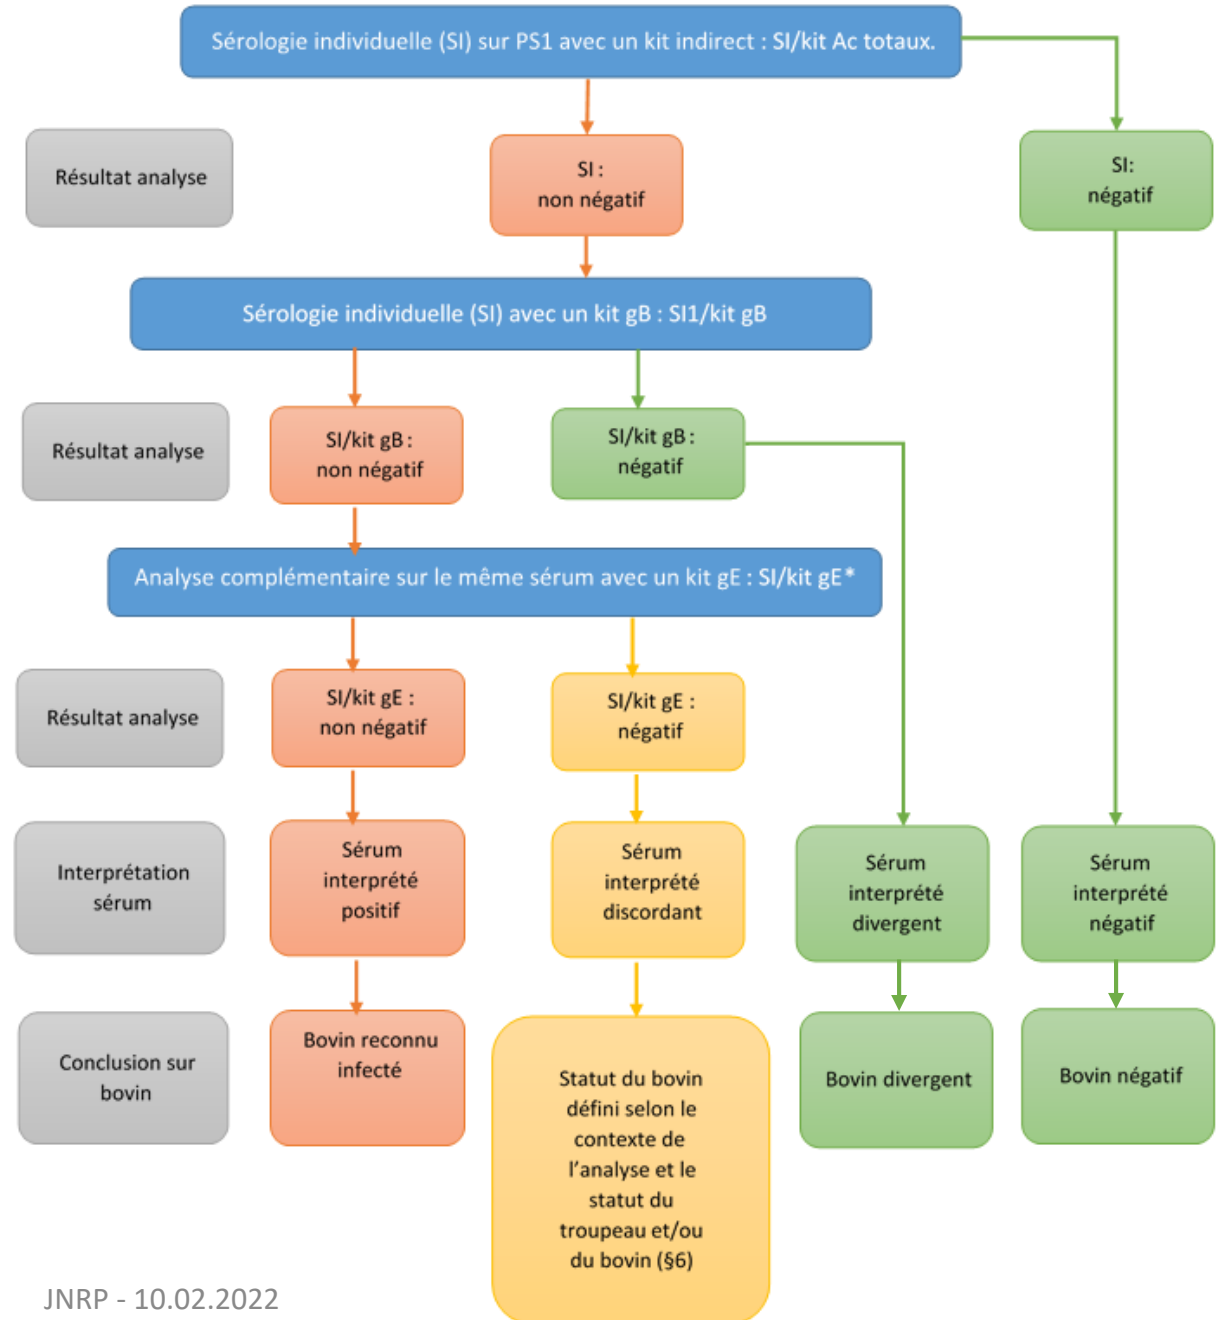 Sérologie individuelle (SI) sur PS1 avec un kit indirect : SI/kit Ac totaux.
Résultat analyse
SI :
non négatif
SI:
négatif
Sérologie individuelle (SI) avec un kit gB : SI1/kit gB
Résultat analyse
SI/kit gB :
non négatif
SI/kit gB :
négatif
Analyse complémentaire sur le même sérum avec un kit gE : SI/kit gE*
Résultat analyse
SI/kit gE :
non négatif
SI/kit gE :
négatif
Interprétation
sérum
Sérum
interprété
positif
Sérum
interprété
discordant
Sérum
interprété
divergent
Sérum
interprété
négatif
Conclusion sur
bovin
Bovin reconnu
infecté
Statut du bovin
défini selon le
contexte de
l'analyse et le
statut du
troupeau et/ou
du bovin (§6)
Bovin divergent
Bovin négatif
JNRP - 10.02.2022